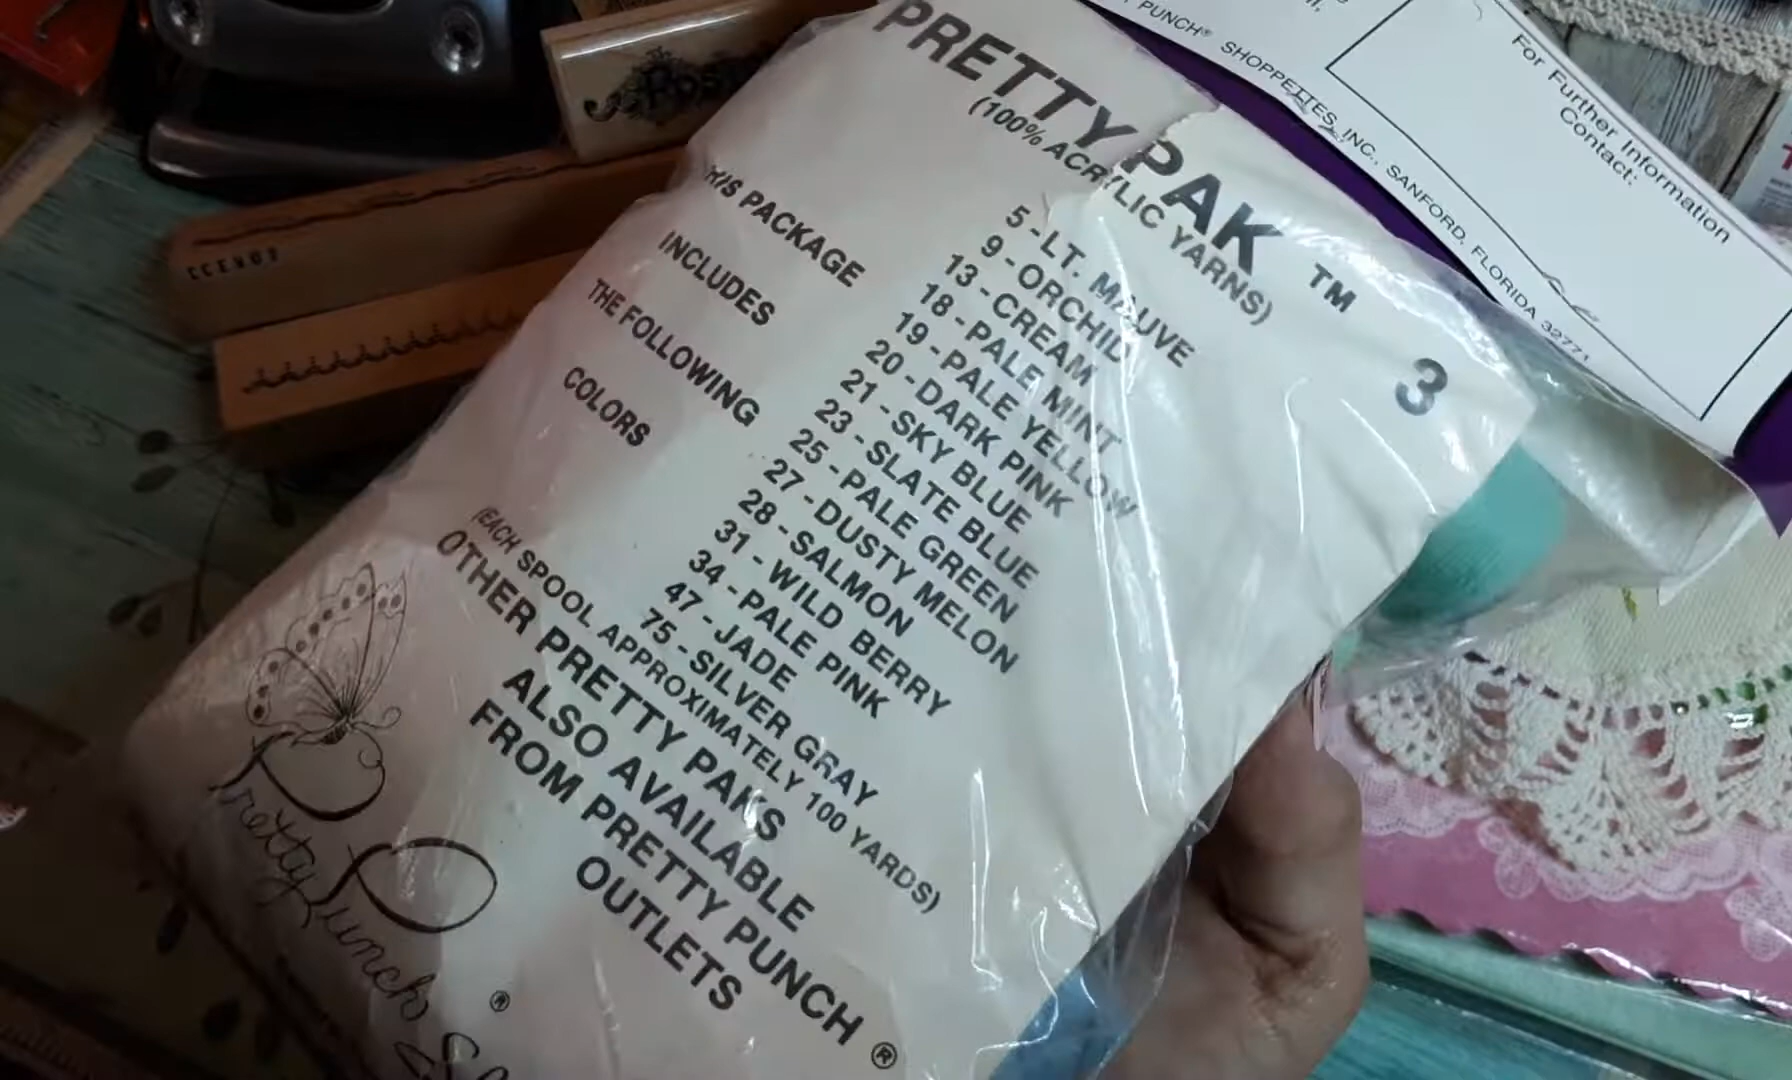 PRETTY PAK ™ 3
(100% ACRYLIC YARNS)
THIS PACKAGE
INCLUDES
THE FOLLOWING
COLORS
5 - LT. MAUVE
9 - ORCHID
13 - CREAM
18 - PALE MINT
19 - PALE YELLOW
20 - DARK PINK
21 - SKY BLUE
23 - SLATE BLUE
25 - PALE GREEN
27 - DUSTY MELON
28 - SALMON
31 - WILD BERRY
34 - PALE PINK
47 - JADE
75 - SILVER GRAY
(EACH SPOOL APPROXIMATELY 100 YARDS)
OTHER PRETTY PAKS
ALSO AVAILABLE
FROM PRETTY PUNCH ®
OUTLETS
Pretty Punch ®
PUNCH® SHOPPETTES, INC., SANFORD, FLORIDA 32771
For Further Information
Contact: